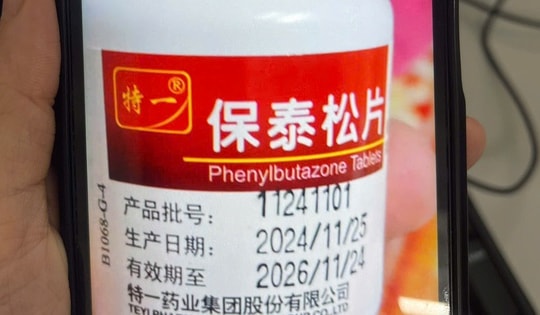 特一®
保泰松片
Phenylbutazone Tablets
产品批号: 11241101
生产日期: 2024/11/25
有效期至 2026/11/24
特一药业集团股份有限公司
B1068-G-4